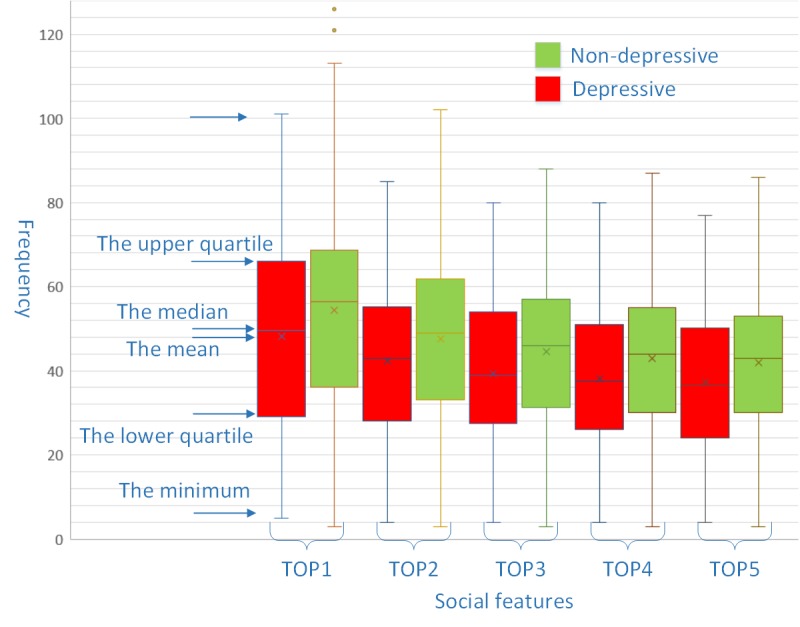 120
100
80
60
40
20
0
Frequency
Non-depressive
Depressive
The upper quartile
The median
The mean
The lower quartile
The minimum
TOP1 TOP2 TOP3 TOP4 TOP5
Social features